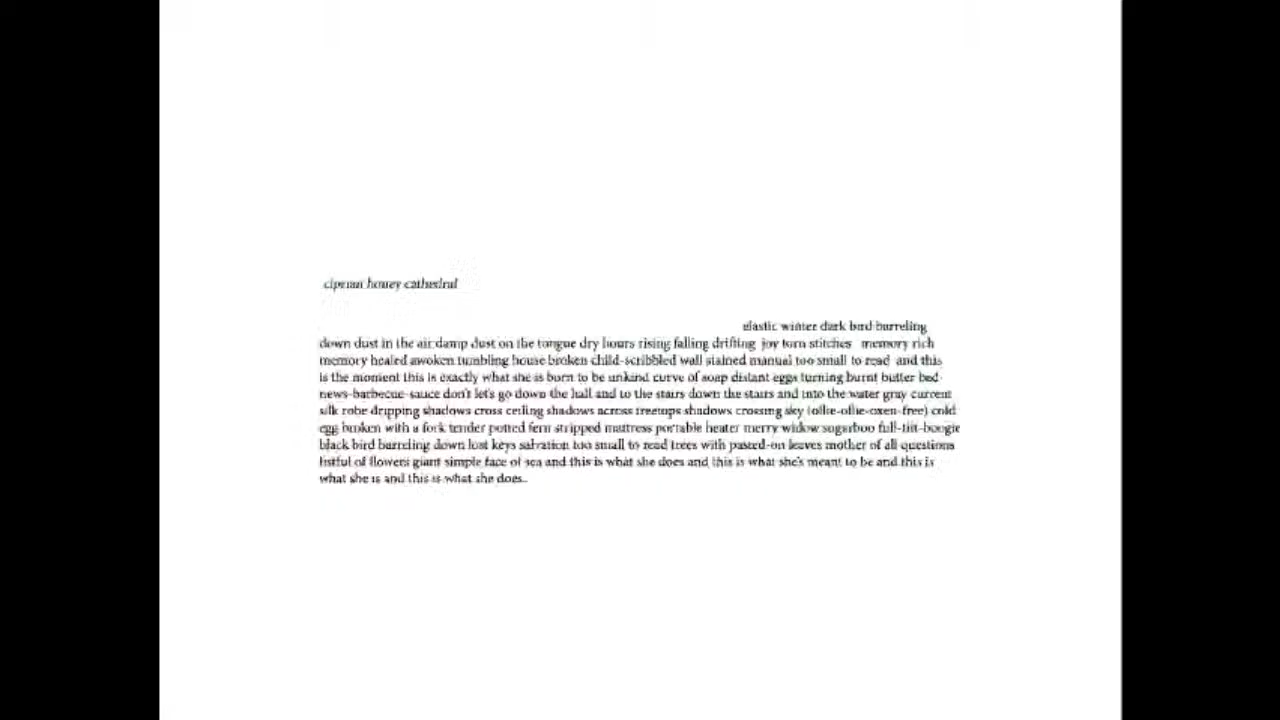 cipriani honey cathedral
elastic winter dark bird barreling
down dust in the air damp dust on the tongue dry hours rising falling drifting joy torn stitches memory rich
memory healed awoken tumbling house broken child-scribbled wall stained manual too small to read and this
is the moment this is exactly what she is born to be unkind curve of soap distant eggs turning burnt butter bad-
news-barbecue-sauce don't let's go down the hall and to the stairs down the stairs and into the water gray current
silk robe dripping shadows cross ceiling shadows across treetops shadows crossing sky (ollie-ollie-oxen-free) cold
egg broken with a fork tender potted fern stripped mattress portable heater merry widow sugarboo full-tilt-boogie
black bird barreling down lost keys salvation too small to read trees with pasted-on leaves mother of all questions
fistful of flowers giant simple face of sea and this is what she does and this is what she's meant to be and this is
what she is and this is what she does.